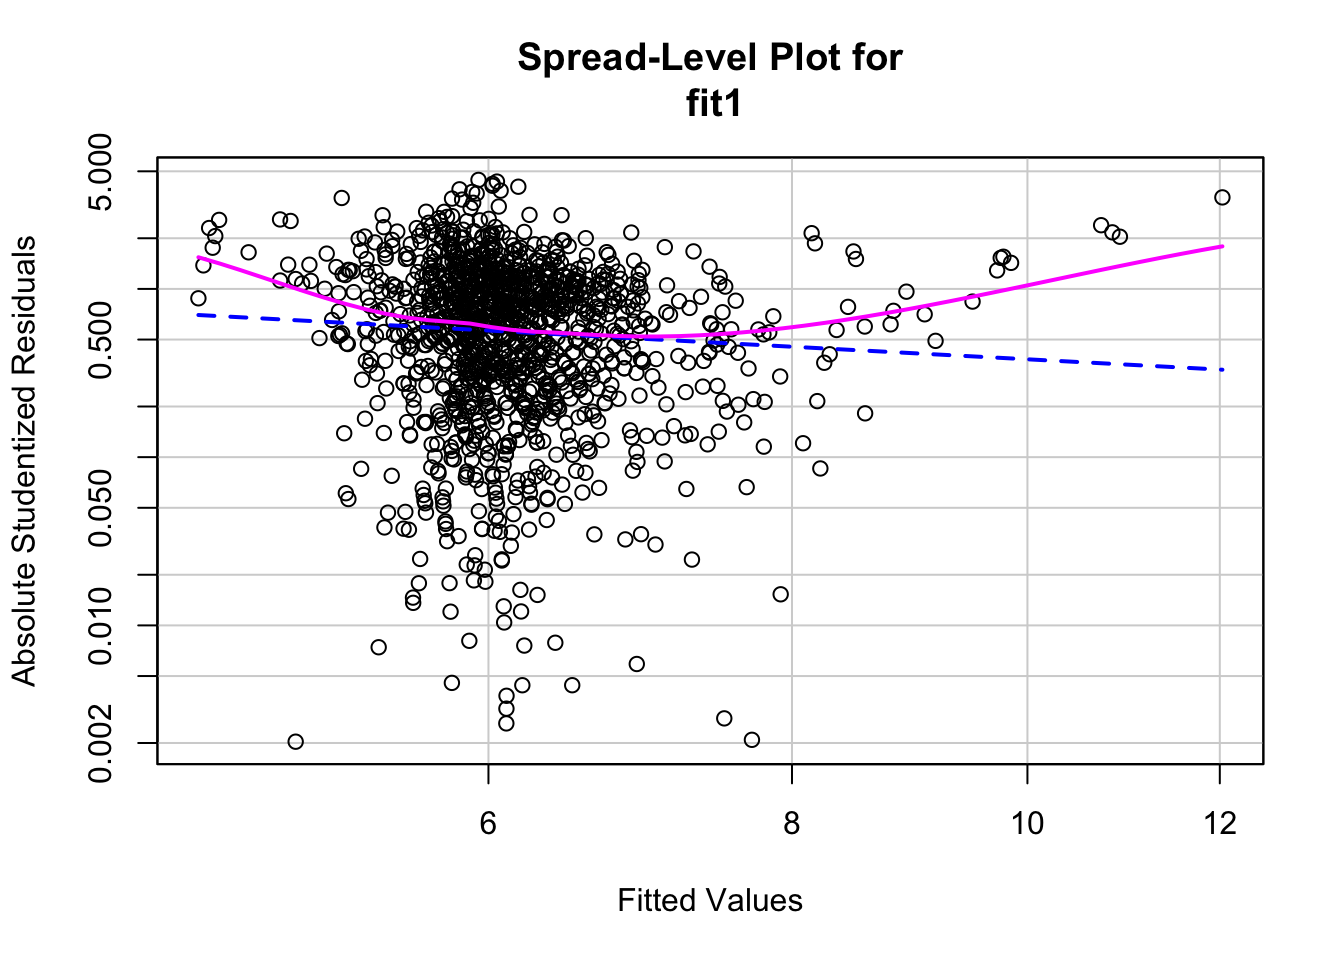 Spread-Level Plot for
fit1
Absolute Studentized Residuals
5.000
0.500
0.050
0.010
0.002
6 8 10 12
Fitted Values